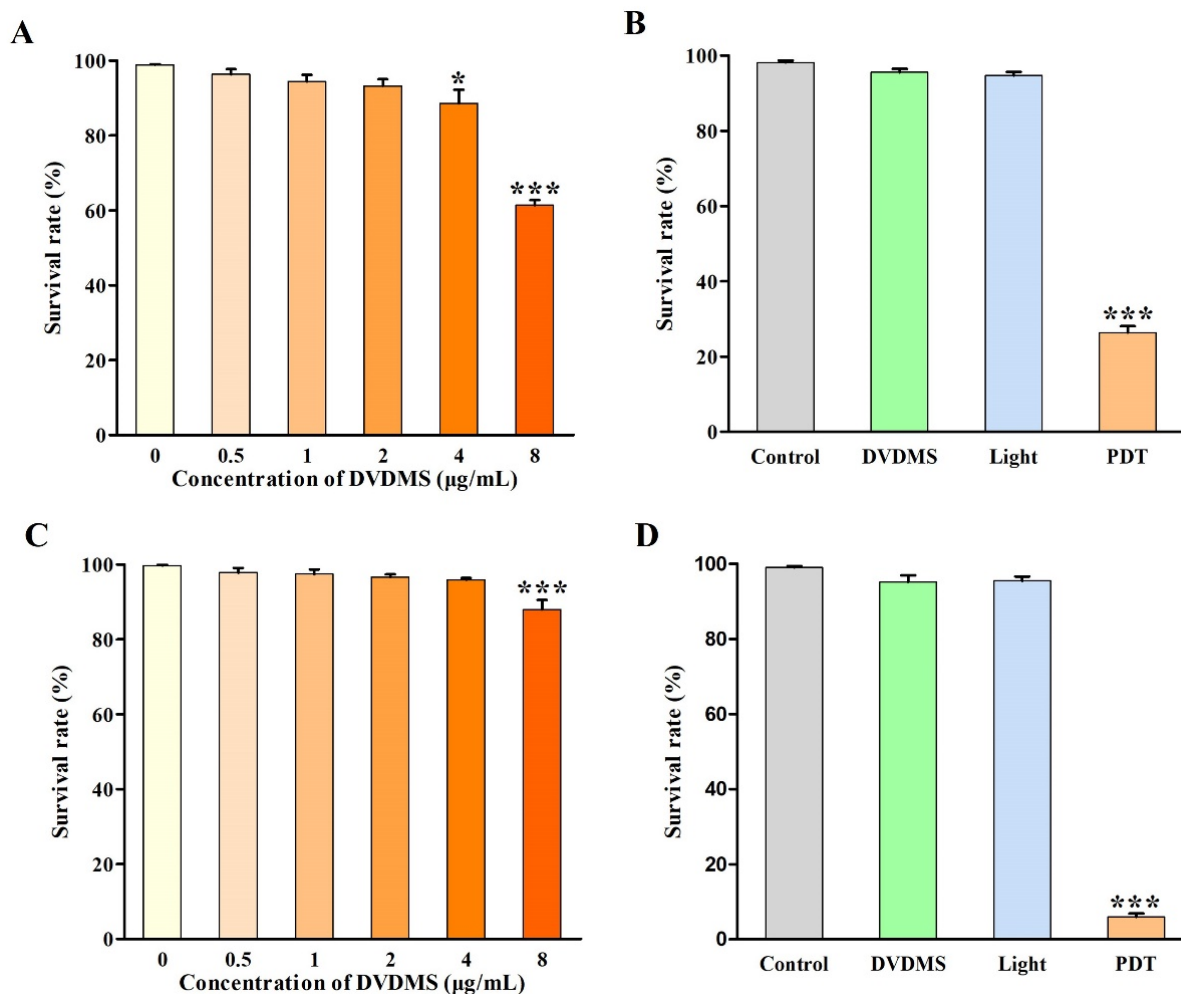 A
Survival rate (%)
100
80
60
40
20
0
*
***
0 0.5 1 2 4 8
Concentration of DVDMS (μg/mL)
B
Survival rate (%)
100
80
60
40
20
0
***
Control DVDMS Light PDT
C
Survival rate (%)
100
80
60
40
20
0
***
0 0.5 1 2 4 8
Concentration of DVDMS (μg/mL)
D
Survival rate (%)
100
80
60
40
20
0
***
Control DVDMS Light PDT